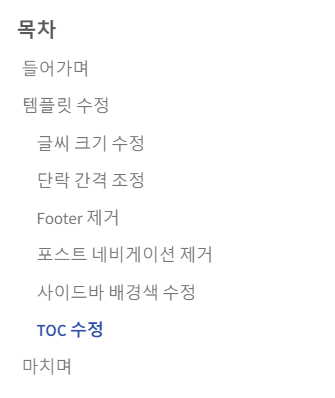 목차
들어가며
템플릿 수정
글씨 크기 수정
단락 간격 조정
Footer 제거
포스트 네비게이션 제거
사이드바 배경색 수정
TOC 수정
마치며